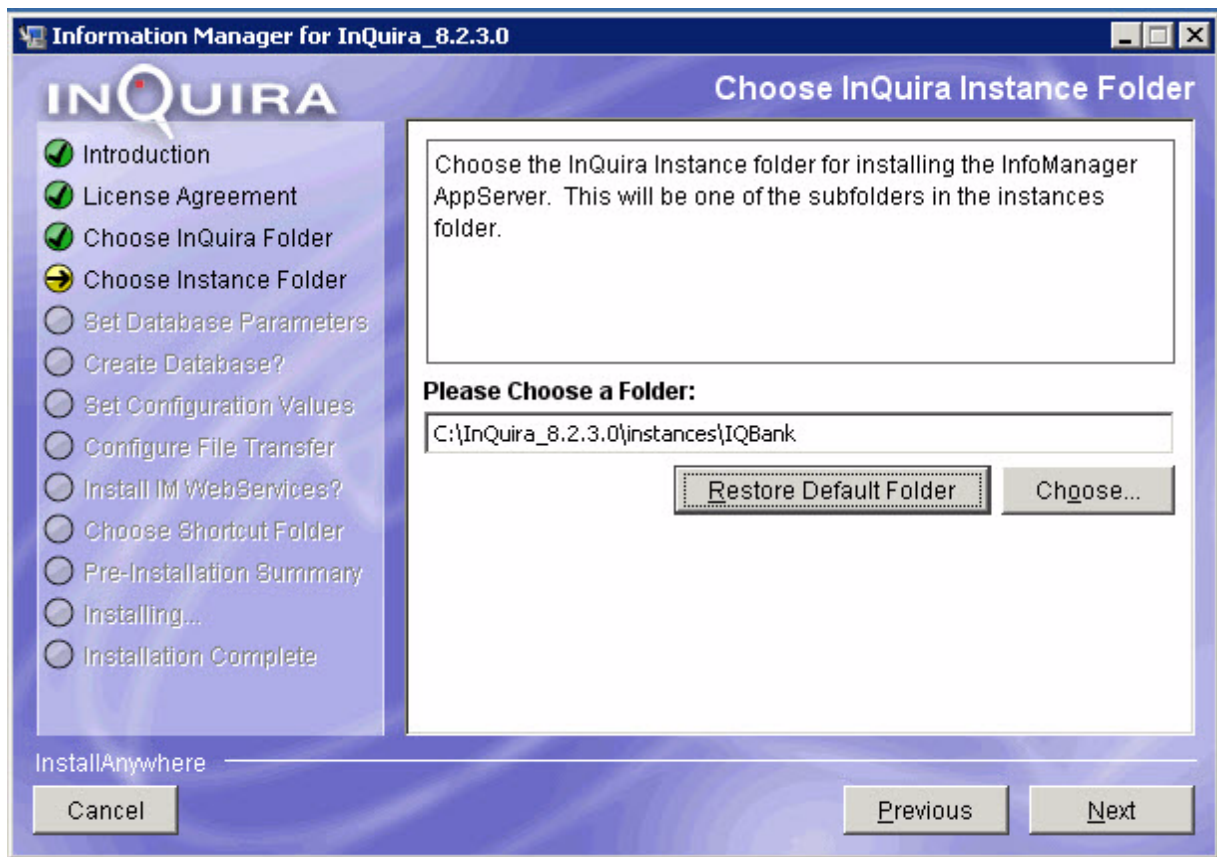 Information Manager for InQuira_8.2.3.0
INQUIRA
Choose InQuira Instance Folder
Introduction
License Agreement
Choose InQuira Folder
Choose Instance Folder
Set Database Parameters
Create Database?
Set Configuration Values
Configure File Transfer
Install IM WebServices?
Choose Shortcut Folder
Pre-Installation Summary
Installing...
Installation Complete
Choose the InQuira Instance folder for installing the InfoManager
AppServer. This will be one of the subfolders in the instances
folder.
Please Choose a Folder:
C:\InQuira_8.2.3.0\instances\IQBank
Restore Default Folder
Choose...
InstallAnywhere
Cancel
Previous
Next